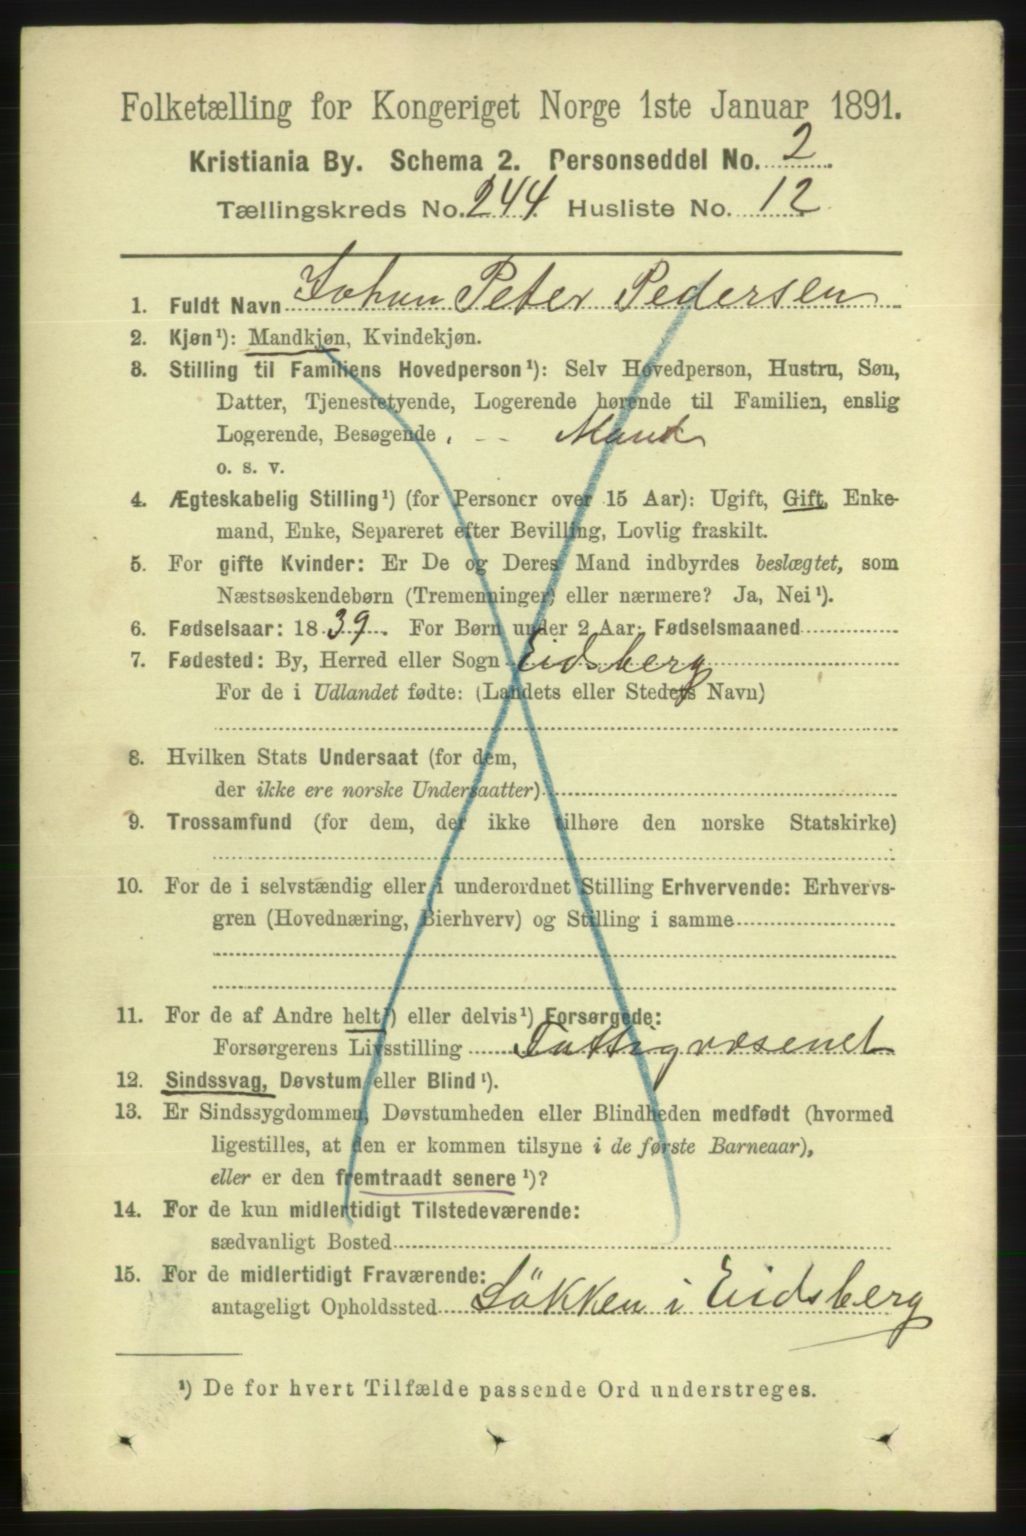 Folketælling for Kongeriget Norge 1ste Januar 1891.
Kristiania By. Schema 2. Personseddel No. 2
Tællingskreds No. 244. Husliste No. 12
1. Fuldt Navn Johan Peter Pedersen
2. Kjøn¹): Mandkjøn, Kvindekjøn.
3. Stilling til Familiens Hovedperson¹): Selv Hovedperson, Hustru, Søn,
Datter, Tjenestetyende, Logerende hørende til Familien, enslig
Logerende, Besøgende, - - Mand
o. s. v.
4. Ægteskabelig Stilling¹) (for Personer over 15 Aar): Ugift, Gift, Enke-
mand, Enke, Separeret efter Bevilling, Lovlig fraskilt.
5. For gifte Kvinder: Er De og Deres Mand indbyrdes beslægtet, som
Næstsøskendebørn (Tremenninger) eller nærmere? Ja, Nei¹).
6. Fødselsaar: 1839. For Børn under 2 Aar: Fødselsmaaned
7. Fødested: By, Herred eller Sogn Eidsberg
For de i Udlandet fødte: (Landets eller Stedets Navn)
8. Hvilken Stats Undersaat (for dem,
der ikke ere norske Undersaatter)
9. Trossamfund (for dem, der ikke tilhøre den norske Statskirke)
10. For de i selvstændig eller i underordnet Stilling Erhvervende: Erhvervs-
gren (Hovednæring, Bierhverv) og Stilling i samme
11. For de af Andre helt¹) eller delvis¹) Forsørgede:
Forsørgerens Livsstilling Fattigvæsenet
12. Sindssvag, Døvstum eller Blind¹).
13. Er Sindssygdommen, Døvstumheden eller Blindheden medfødt (hvormed
ligestilles, at den er kommen tilsyne i de første Barneaar),
eller er den fremtraadt senere¹)?
14. For de kun midlertidigt Tilstedeværende:
sædvanligt Bosted
15. For de midlertidigt Fraværende:
antageligt Opholdssted Lökken i Eidsberg
¹) De for hvert Tilfælde passende Ord understreges.